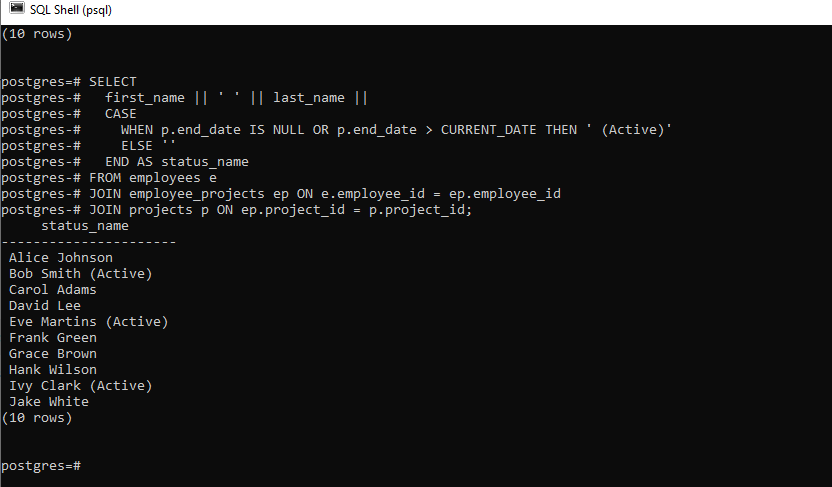 SQL Shell (psql)
(10 rows)
postgres=# SELECT
postgres-#   first_name || ' ' || last_name ||
postgres-#   CASE
postgres-#     WHEN p.end_date IS NULL OR p.end_date > CURRENT_DATE THEN ' (Active)'
postgres-#     ELSE ''
postgres-#   END AS status_name
postgres-# FROM employees e
postgres-# JOIN employee_projects ep ON e.employee_id = ep.employee_id
postgres-# JOIN projects p ON ep.project_id = p.project_id;
     status_name
----------------------
 Alice Johnson
 Bob Smith (Active)
 Carol Adams
 David Lee
 Eve Martins (Active)
 Frank Green
 Grace Brown
 Hank Wilson
 Ivy Clark (Active)
 Jake White
(10 rows)
postgres=#